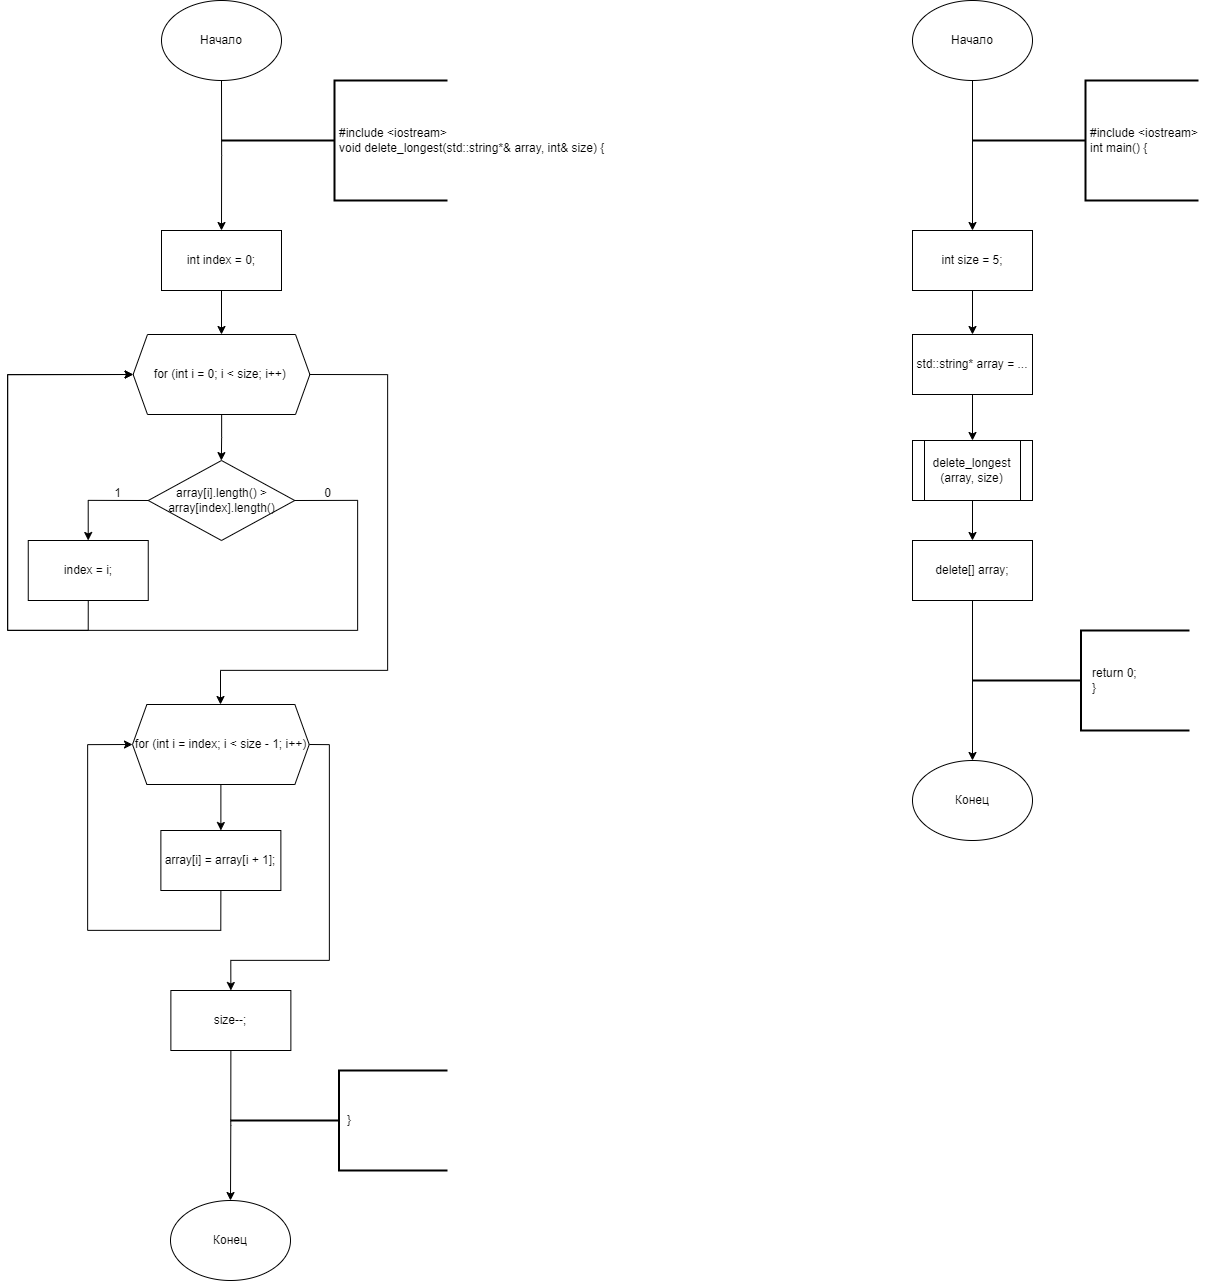 Начало
#include <iostream>
void delete_longest(std::string*& array, int& size) {
int index = 0;
for (int i = 0; i < size; i++)
array[i].length() >
array[index].length()
1
0
index = i;
for (int i = index; i < size - 1; i++)
array[i] = array[i + 1];
size--;
}
Конец
Начало
#include <iostream>
int main() {
int size = 5;
std::string* array = ...
delete_longest
(array, size)
delete[] array;
return 0;
}
Конец